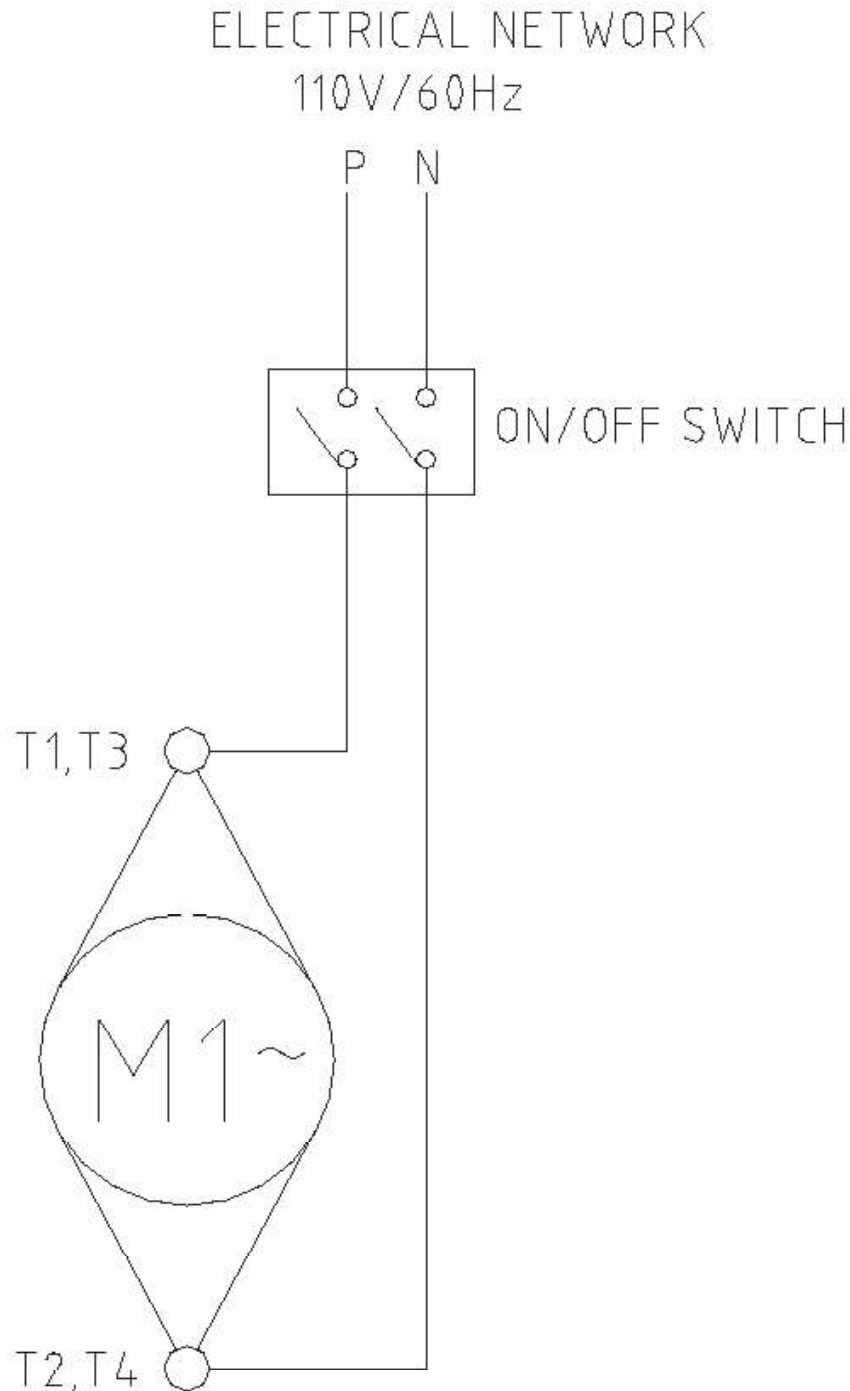 ELECTRICAL NETWORK
110V/60Hz
P N
ON/OFF SWITCH
T1,T3
M1~
T2,T4